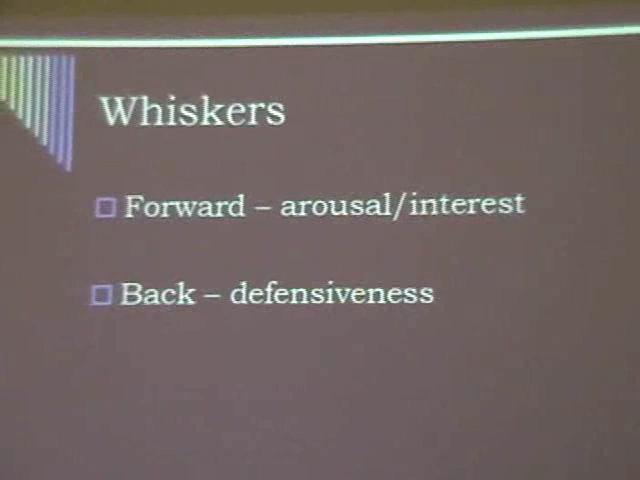 Whiskers
Forward – arousal/interest
Back – defensiveness